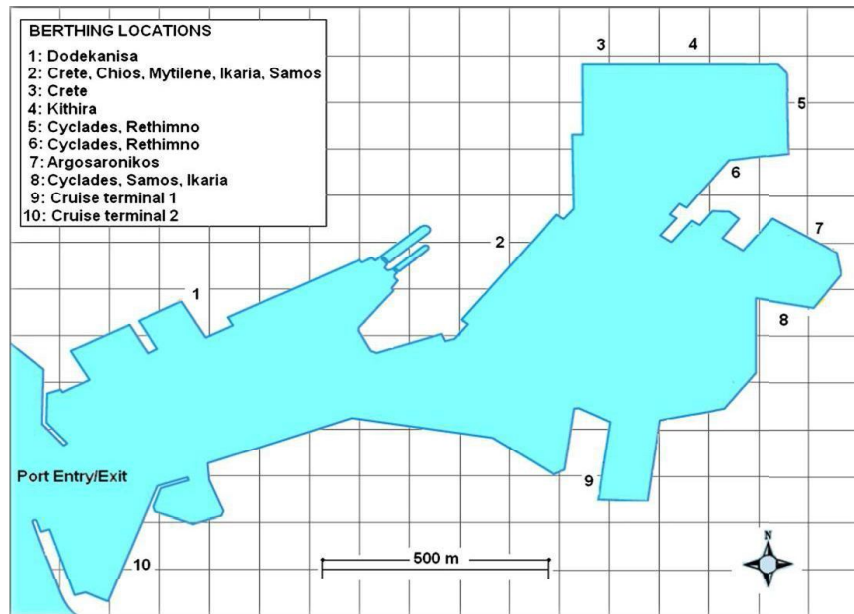 BERTHING LOCATIONS
1: Dodekanisa
2: Crete, Chios, Mytilene, Ikaria, Samos
3: Crete
4: Kithira
5: Cyclades, Rethimno
6: Cyclades, Rethimno
7: Argosaronikos
8: Cyclades, Samos, Ikaria
9: Cruise terminal 1
10: Cruise terminal 2
3
4
5
6
7
2
1
8
Port Entry/Exit
9
10
500 m
N